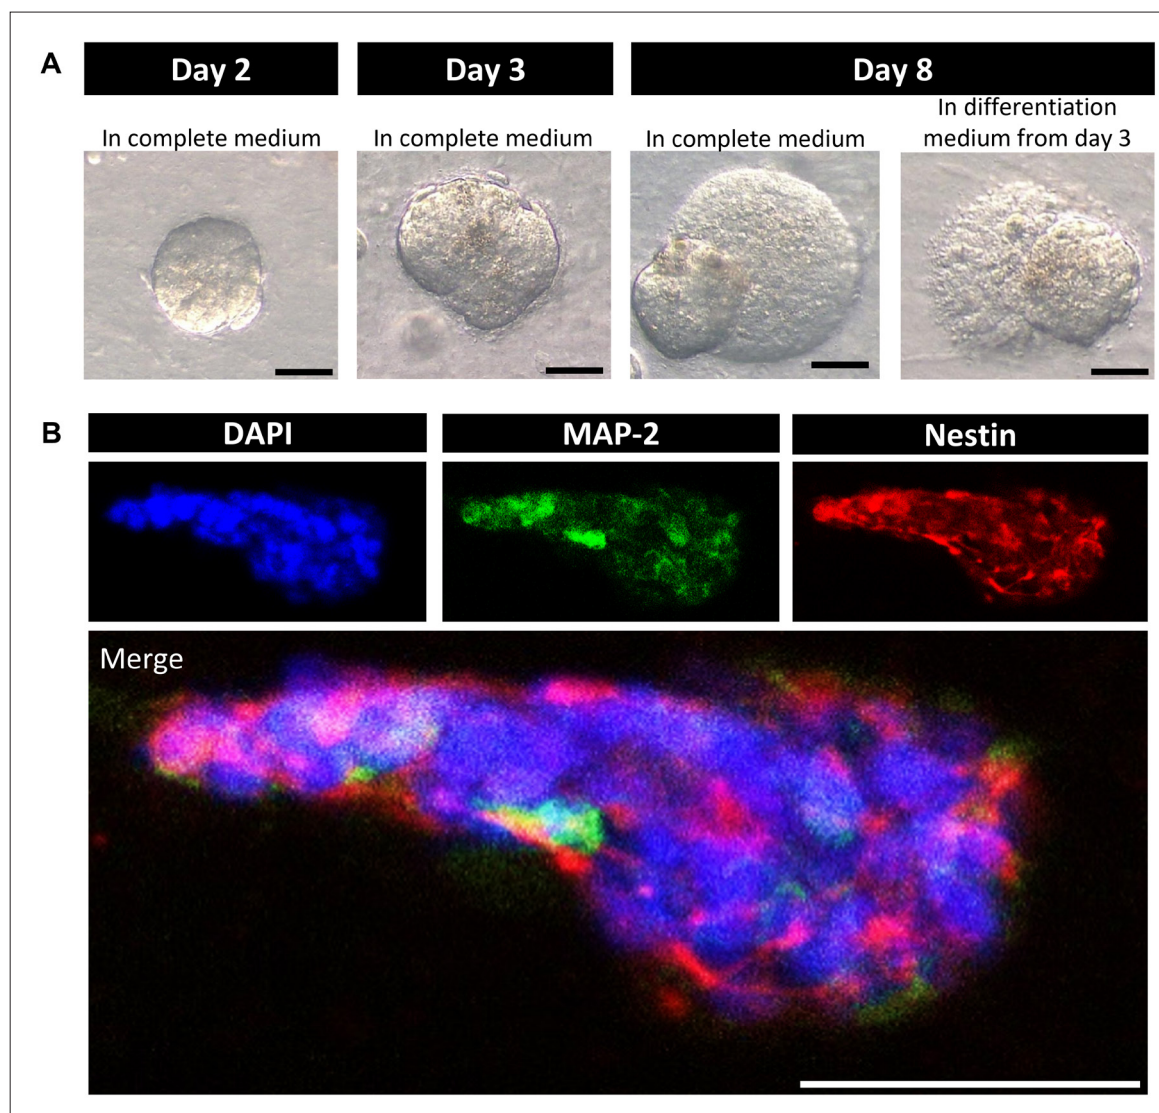 A
Day 2
Day 3
Day 8
In complete medium
In complete medium
In complete medium
In differentiation
medium from day 3
B
DAPI
MAP-2
Nestin
Merge